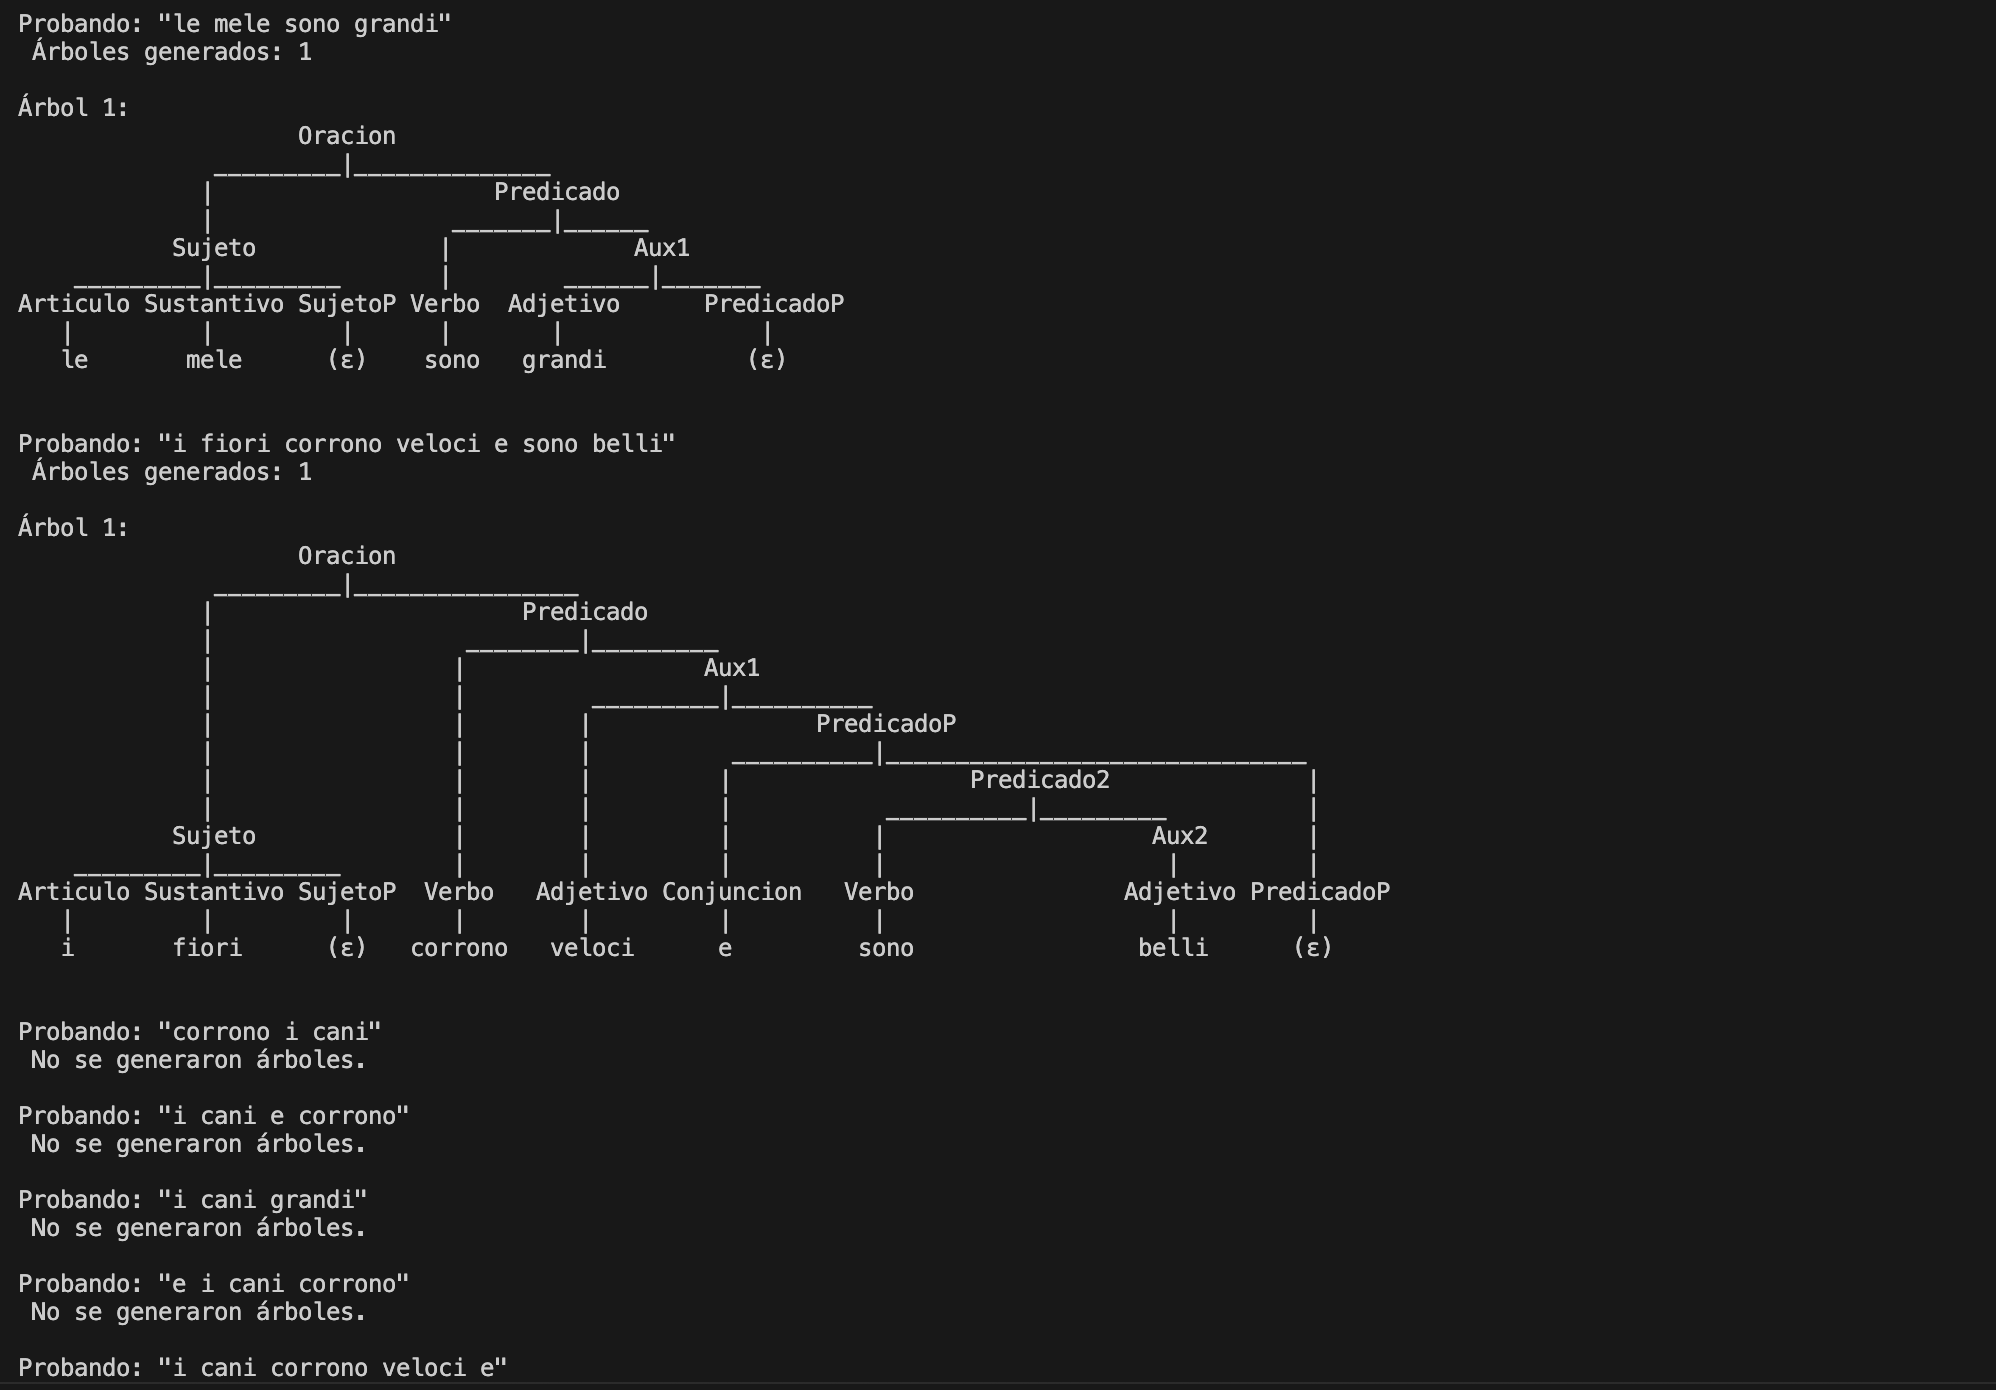 Probando: "le mele sono grandi"
Árboles generados: 1
Árbol 1:
Oracion
Predicado
Sujeto Aux1
Articulo Sustantivo SujetoP Verbo Adjetivo PredicadoP
le mele (ε) sono grandi (ε)
Probando: "i fiori corrono veloci e sono belli"
Árboles generados: 1
Árbol 1:
Oracion
Predicado
Aux1
PredicadoP
Predicado2
Sujeto Aux2
Articulo Sustantivo SujetoP Verbo Adjetivo Conjuncion Verbo Adjetivo PredicadoP
i fiori (ε) corrono veloci e sono belli (ε)
Probando: "corrono i cani"
No se generaron árboles.
Probando: "i cani e corrono"
No se generaron árboles.
Probando: "i cani grandi"
No se generaron árboles.
Probando: "e i cani corrono"
No se generaron árboles.
Probando: "i cani corrono veloci e"